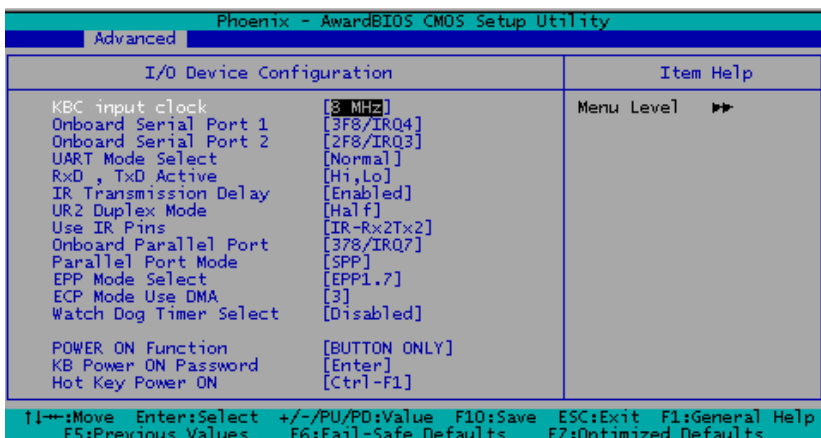 Phoenix - AwardBIOS CMOS Setup Utility
Advanced
I/O Device Configuration
Item Help
KBC input clock [8 MHz]
Menu Level ▶▶
Onboard Serial Port 1 [3F8/IRQ4]
Onboard Serial Port 2 [2F8/IRQ3]
UART Mode Select [Normal]
RxD , TxD Active [Hi,Lo]
IR Transmission Delay [Enabled]
UR2 Duplex Mode [Half]
Use IR Pins [IR-Rx2Tx2]
Onboard Parallel Port [378/IRQ7]
Parallel Port Mode [SPP]
EPP Mode Select [EPP1.7]
ECP Mode Use DMA [3]
Watch Dog Timer Select [Disabled]
POWER ON Function [BUTTON ONLY]
KB Power ON Password [Enter]
Hot Key Power ON [Ctrl-F1]
↑↓→←:Move Enter:Select +/-/PU/PD:Value F10:Save ESC:Exit F1:General Help
F5:Previous Values F6:Fail-Safe Defaults F7:Optimized Defaults